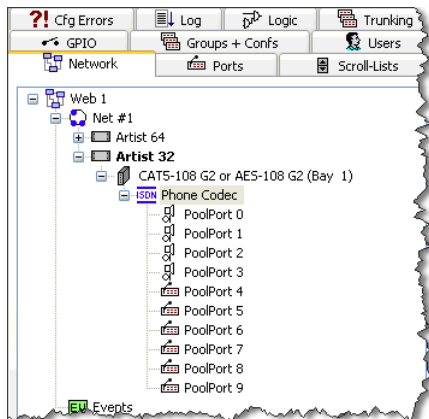 ?! Cfg Errors Log Logic Trunking
GPIO Groups + Confs Users
Network Ports Scroll-Lists
Web 1
Net #1
Artist 64
Artist 32
CAT5-108 G2 or AES-108 G2 (Bay 1)
ISDN Phone Codec
PoolPort 0
PoolPort 1
PoolPort 2
PoolPort 3
PoolPort 4
PoolPort 5
PoolPort 6
PoolPort 7
PoolPort 8
PoolPort 9
EV Events